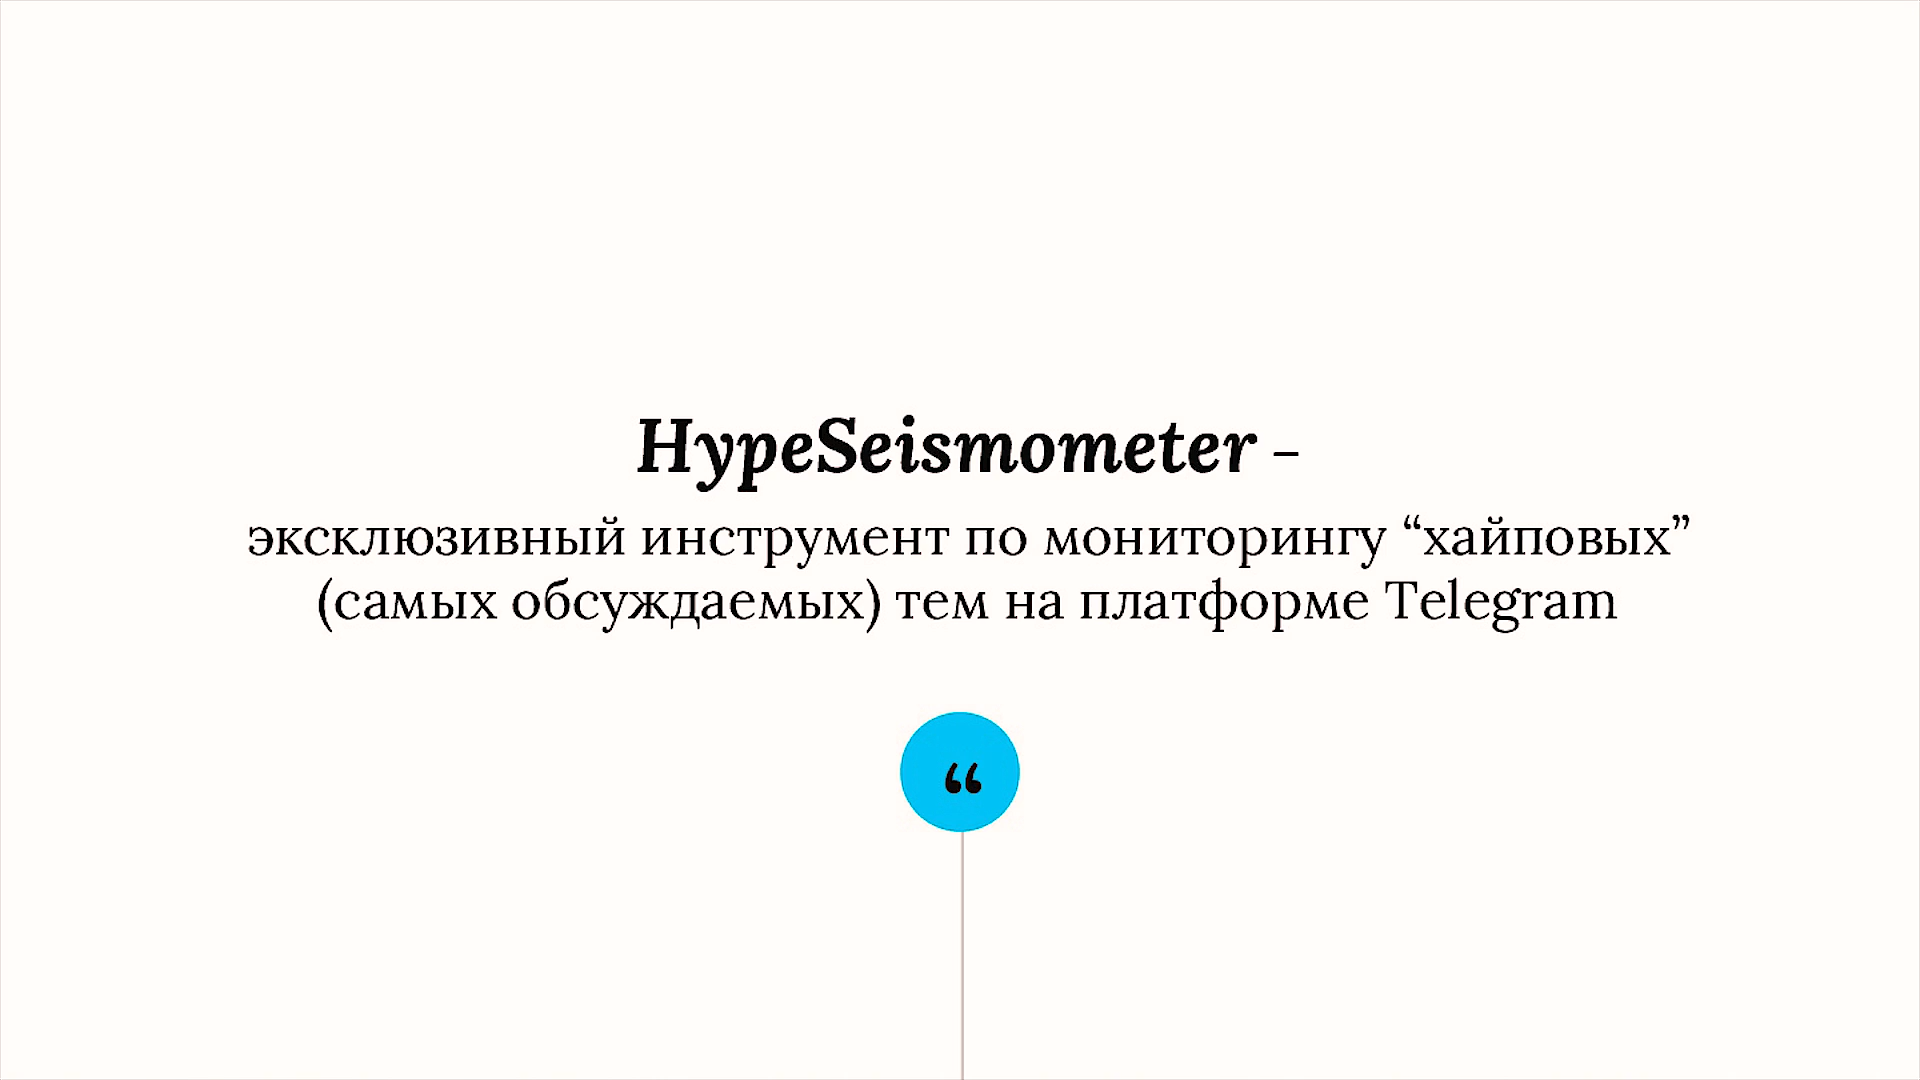 HypeSeismometer –
эксклюзивный инструмент по мониторингу “хайповых”
(самых обсуждаемых) тем на платформе Telegram
“